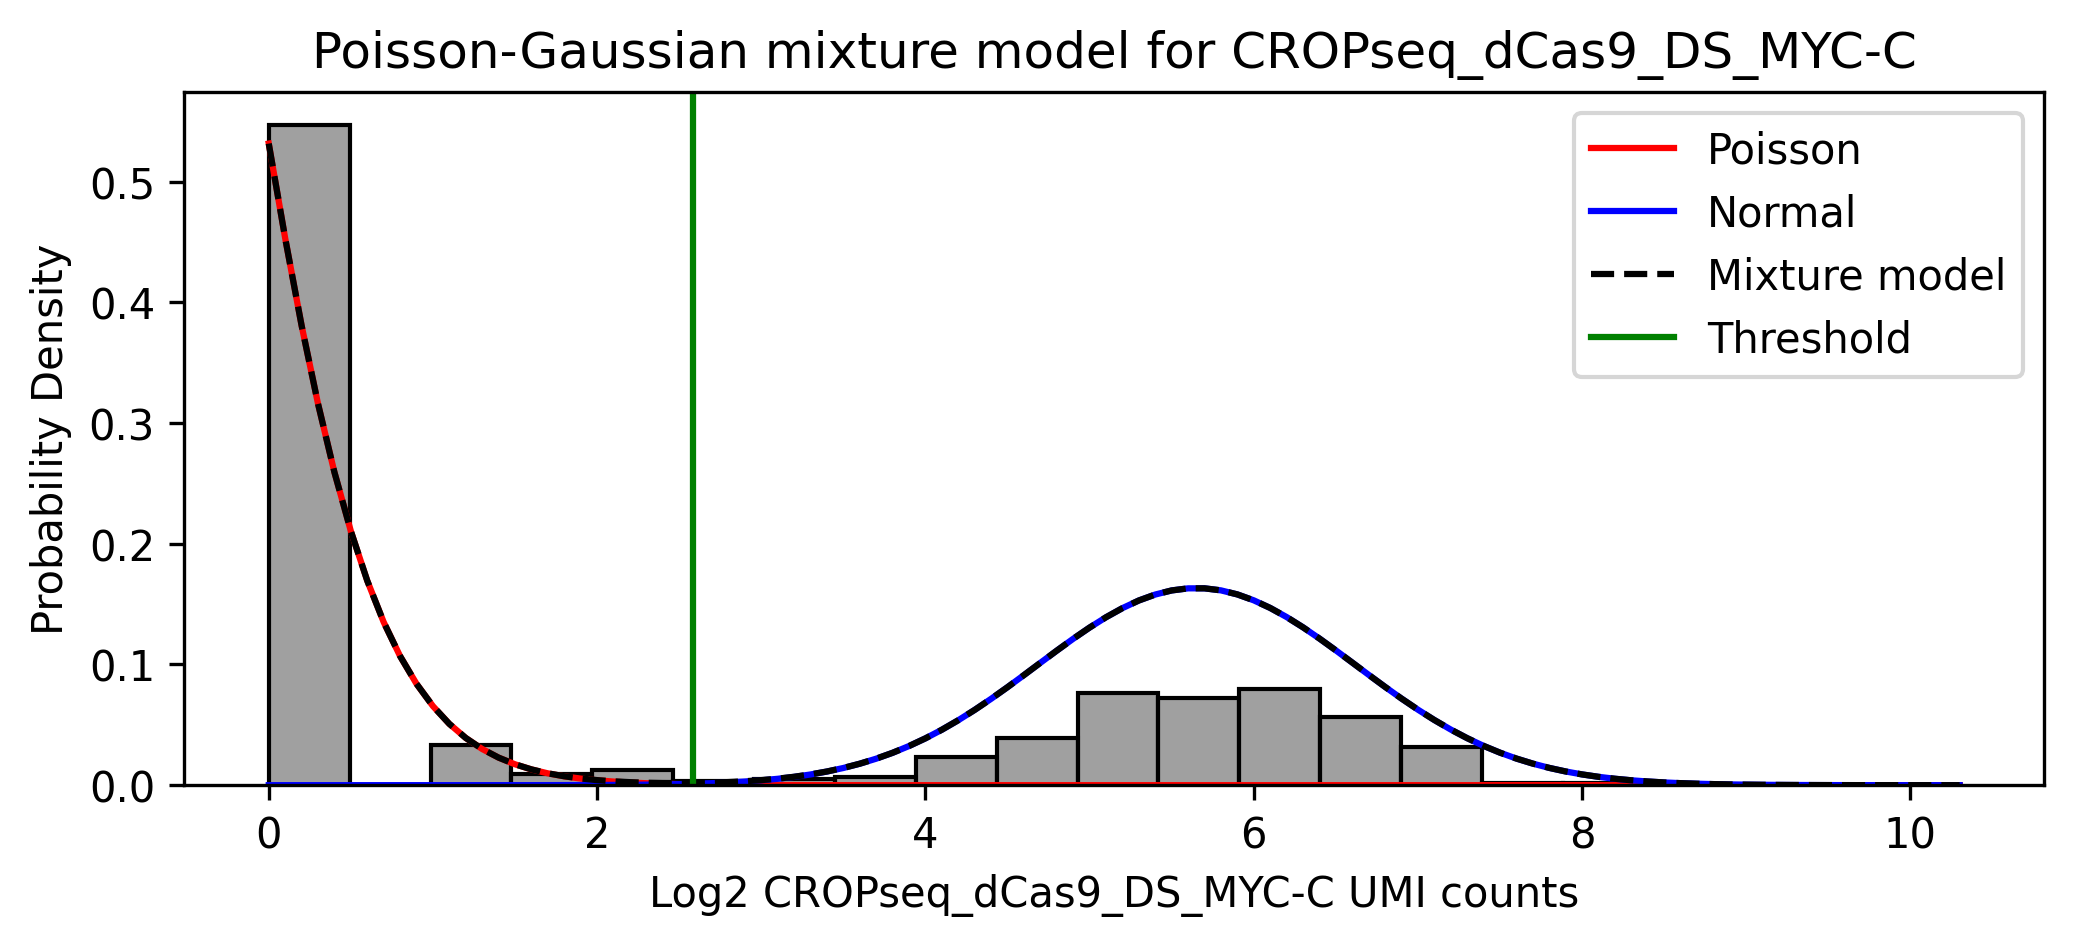 Poisson-Gaussian mixture model for CROPseq_dCas9_DS_MYC-C
Poisson
Normal
Mixture model
Threshold
Probability Density
0.5
0.4
0.3
0.2
0.1
0.0
0 2 4 6 8 10
Log2 CROPseq_dCas9_DS_MYC-C UMI counts